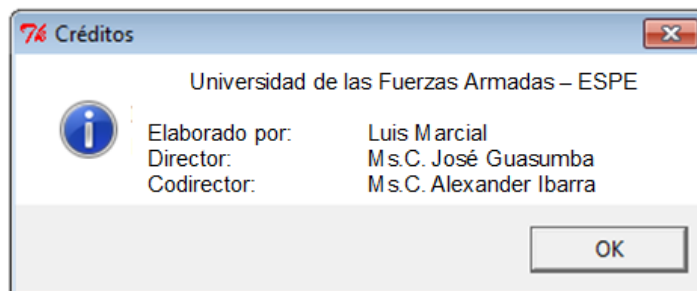 Créditos
Universidad de las Fuerzas Armadas – ESPE
Elaborado por: Luis Marcial
Director: Ms.C. José Guasumba
Codirector: Ms.C. Alexander Ibarra
OK